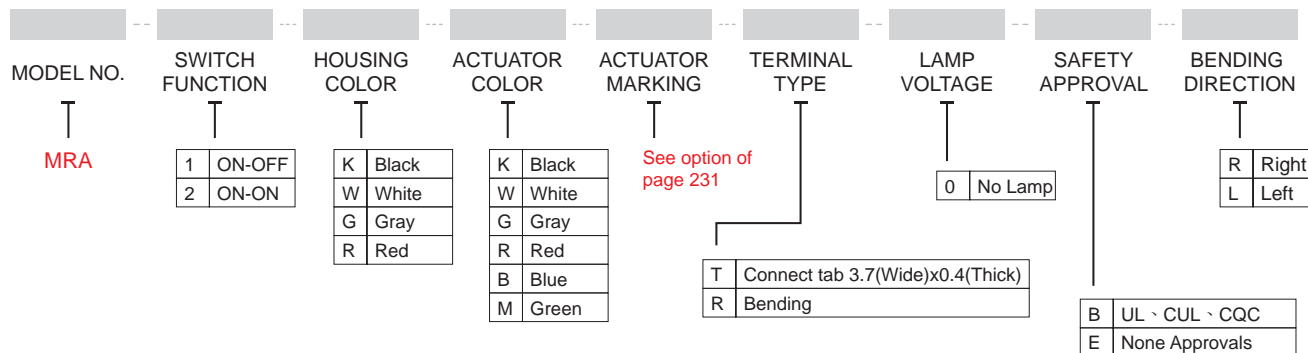 MODEL NO.
SWITCH
FUNCTION
HOUSING
COLOR
ACTUATOR
COLOR
ACTUATOR
MARKING
TERMINAL
TYPE
LAMP
VOLTAGE
SAFETY
APPROVAL
BENDING
DIRECTION
MRA
1 ON-OFF
2 ON-ON
K Black
W White
G Gray
R Red
K Black
W White
G Gray
R Red
B Blue
M Green
See option of
page 231
T Connect tab 3.7(Wide)x0.4(Thick)
R Bending
0 No Lamp
B UL、CUL、CQC
E None Approvals
R Right
L Left